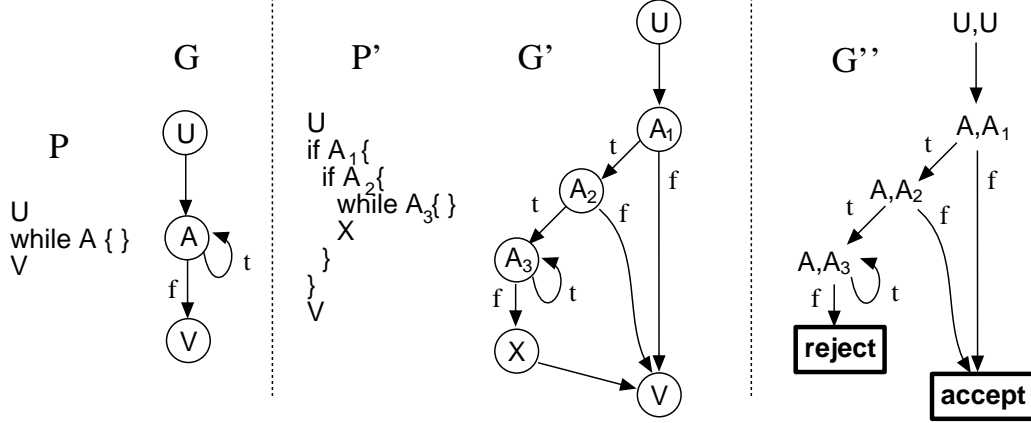 P
U
while A { }
V
G
U
A
t
f
V
P'
U
if A1{
if A2{
while A3{ }
X
}
}
V
G'
U
A1
t
f
A2
t
f
A3
t
f
X
V
G''
U,U
A,A1
t
f
A,A2
t
f
A,A3
t
f
reject
accept